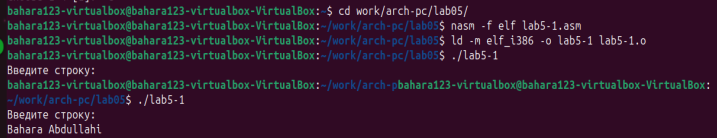 bahara123-virtualbox@bahara123-virtualbox-VirtualBox:~$ cd work/arch-pc/lab05/
bahara123-virtualbox@bahara123-virtualbox-VirtualBox:~/work/arch-pc/lab05$ nasm -f elf lab5-1.asm
bahara123-virtualbox@bahara123-virtualbox-VirtualBox:~/work/arch-pc/lab05$ ld -m elf_i386 -o lab5-1 lab5-1.o
bahara123-virtualbox@bahara123-virtualbox-VirtualBox:~/work/arch-pc/lab05$ ./lab5-1
Введите строку:
bahara123-virtualbox@bahara123-virtualbox-VirtualBox:~/work/arch-pbahara123-virtualbox@bahara123-virtualbox-VirtualBox:
~/work/arch-pc/lab05$ ./lab5-1
Введите строку:
Bahara Abdullahi